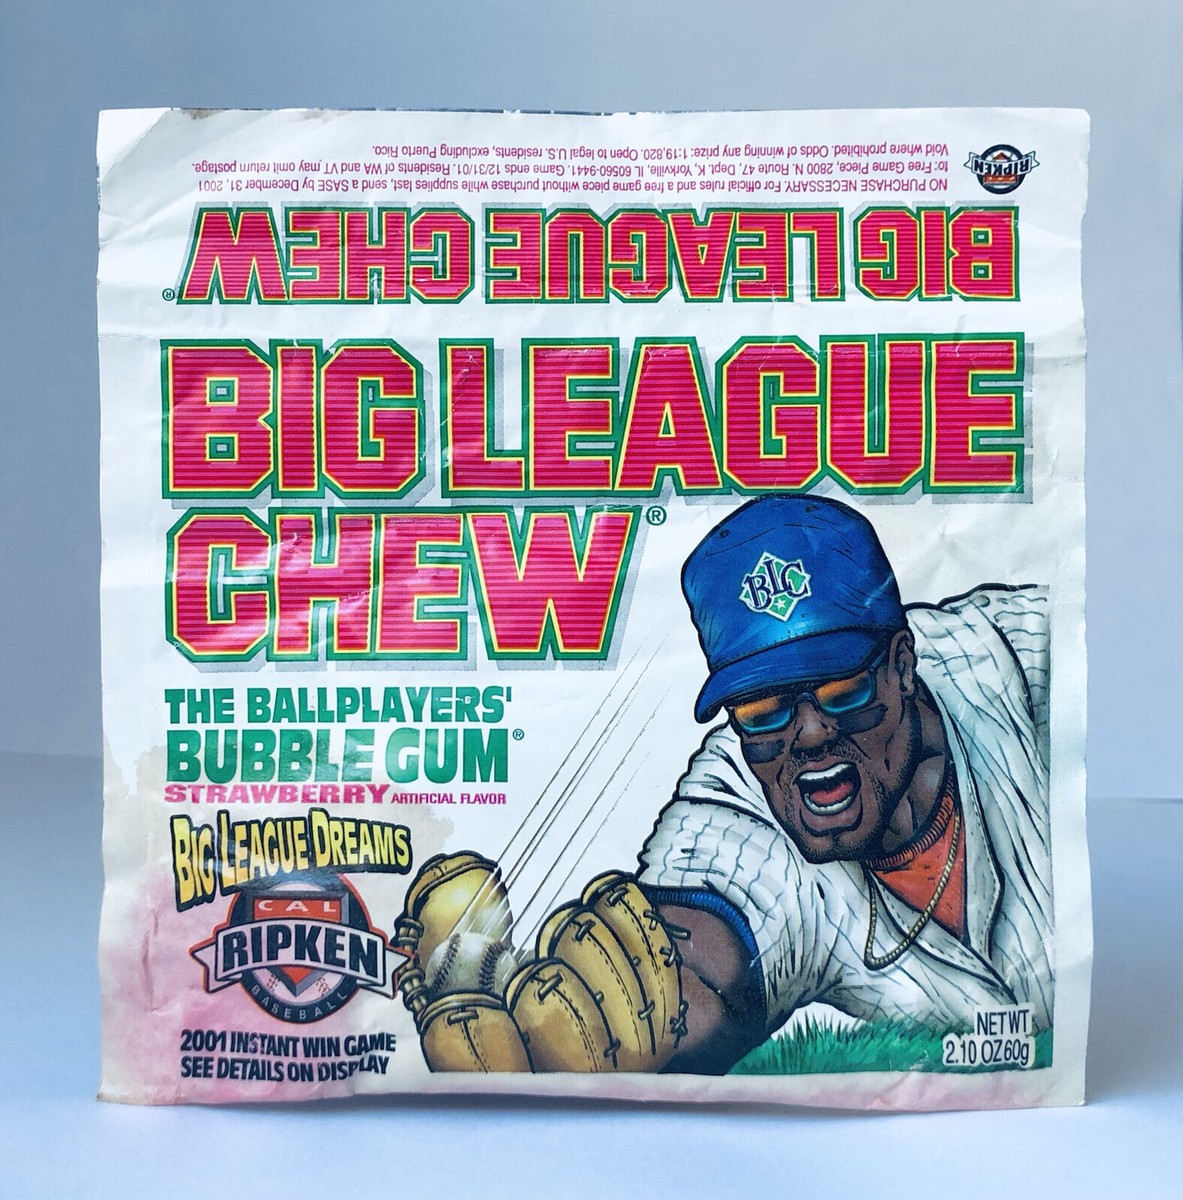 NO PURCHASE NECESSARY. For official rules and a free game piece without purchase while supplies last, send a SASE by December 31, 2001
to: Free Game Piece, 2800 N. Route 47, Dept. K, Yorkville, IL 60560-9441. Game ends 12/31/01. Residents of WA and VT may omit return postage.
Void where prohibited. Odds of winning any prize: 1:19,820. Open to legal U.S. residents, excluding Puerto Rico.
RIPKEN
BIG LEAGUE CHEW®
BIG LEAGUE
CHEW®
BLC
THE BALLPLAYERS'
BUBBLE GUM®
STRAWBERRY ARTIFICIAL FLAVOR
BIG LEAGUE DREAMS
CAL
RIPKEN
BASEBALL
2001 INSTANT WIN GAME
SEE DETAILS ON DISPLAY
NET WT
2.10 OZ 60g